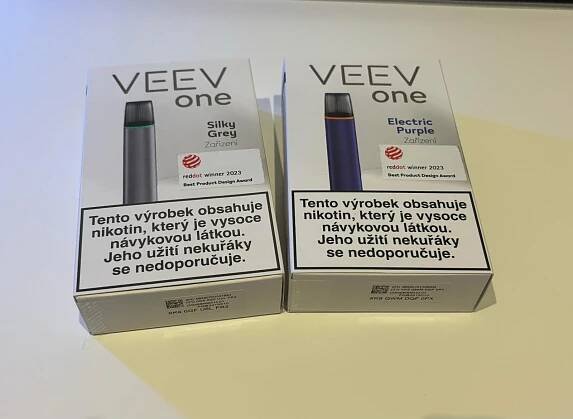 VEEV
one
Silky
Grey
Zařízení
reddot winner 2023
Best Product Design Award
Tento výrobek obsahuje
nikotin, který je vysoce
návykovou látkou.
Jeho užití nekuřáky
se nedoporučuje.
VEEV
one
Electric
Purple
Zařízení
reddot winner 2023
Best Product Design Award
Tento výrobek obsahuje
nikotin, který je vysoce
návykovou látkou.
Jeho užití nekuřáky
se nedoporučuje.